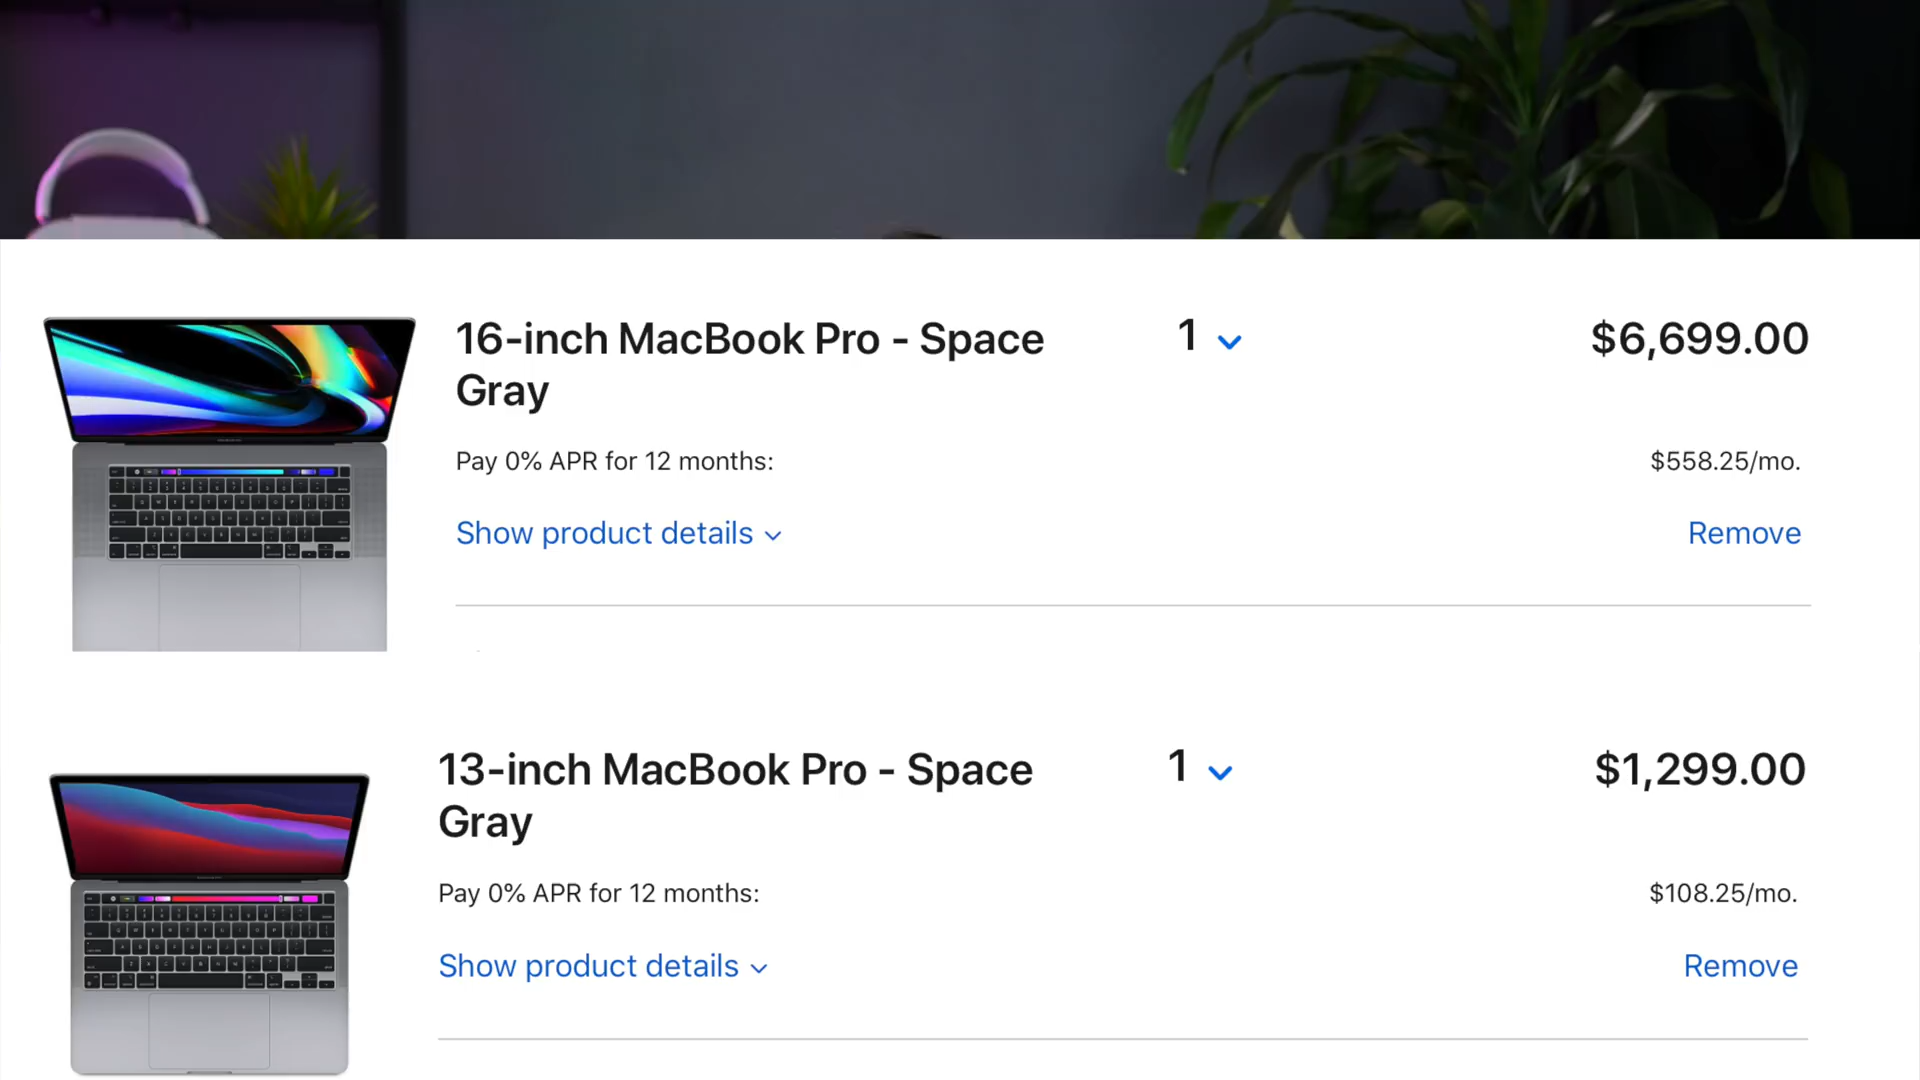 16-inch MacBook Pro - Space
Gray
1
$6,699.00
Pay 0% APR for 12 months:
$558.25/mo.
Show product details
Remove
13-inch MacBook Pro - Space
Gray
1
$1,299.00
Pay 0% APR for 12 months:
$108.25/mo.
Show product details
Remove